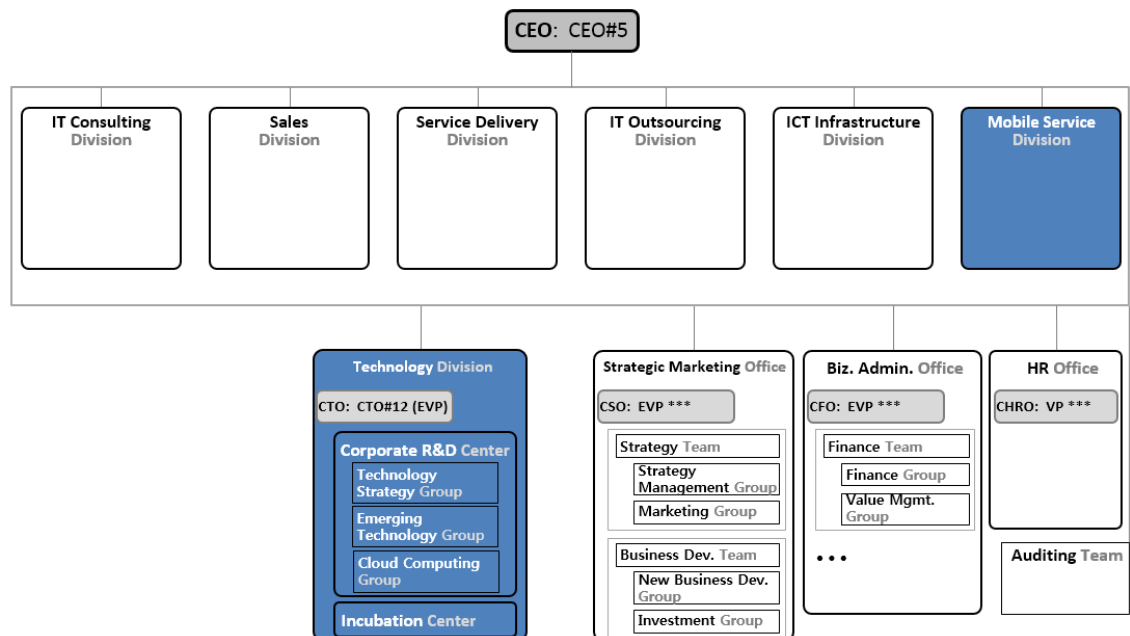 CEO: CEO#5
IT Consulting
Division
Sales
Division
Service Delivery
Division
IT Outsourcing
Division
ICT Infrastructure
Division
Mobile Service
Division
Technology Division
CTO: CTO#12 (EVP)
Corporate R&D Center
Technology
Strategy Group
Emerging
Technology Group
Cloud Computing
Group
Incubation Center
Strategic Marketing Office
CSO: EVP ***
Strategy Team
Strategy
Management Group
Marketing Group
Business Dev. Team
New Business Dev.
Group
Investment Group
Biz. Admin. Office
CFO: EVP ***
Finance Team
Finance Group
Value Mgmt.
Group
...
HR Office
CHRO: VP ***
Auditing Team